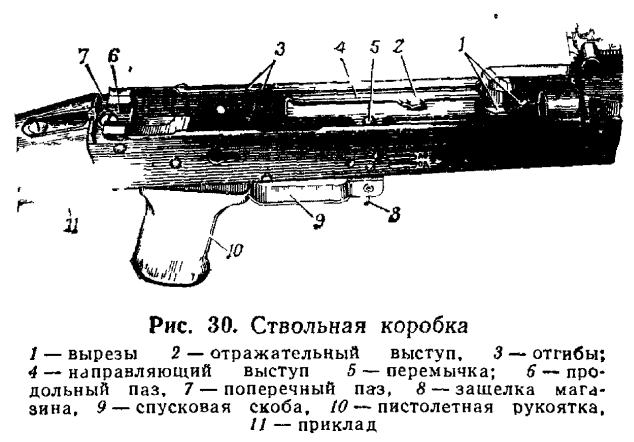 7 6 3 4 5 2 1
11 10 9 8
Рис. 30. Ствольная коробка
1 — вырезы 2 — отражательный выступ, 3 — отгибы;
4 — направляющий выступ 5 — перемычка; 6 — про-
дольный паз, 7 — поперечный паз, 8 — защелка мага-
зина, 9 — спусковая скоба, 10 — пистолетная рукоятка,
11 — приклад